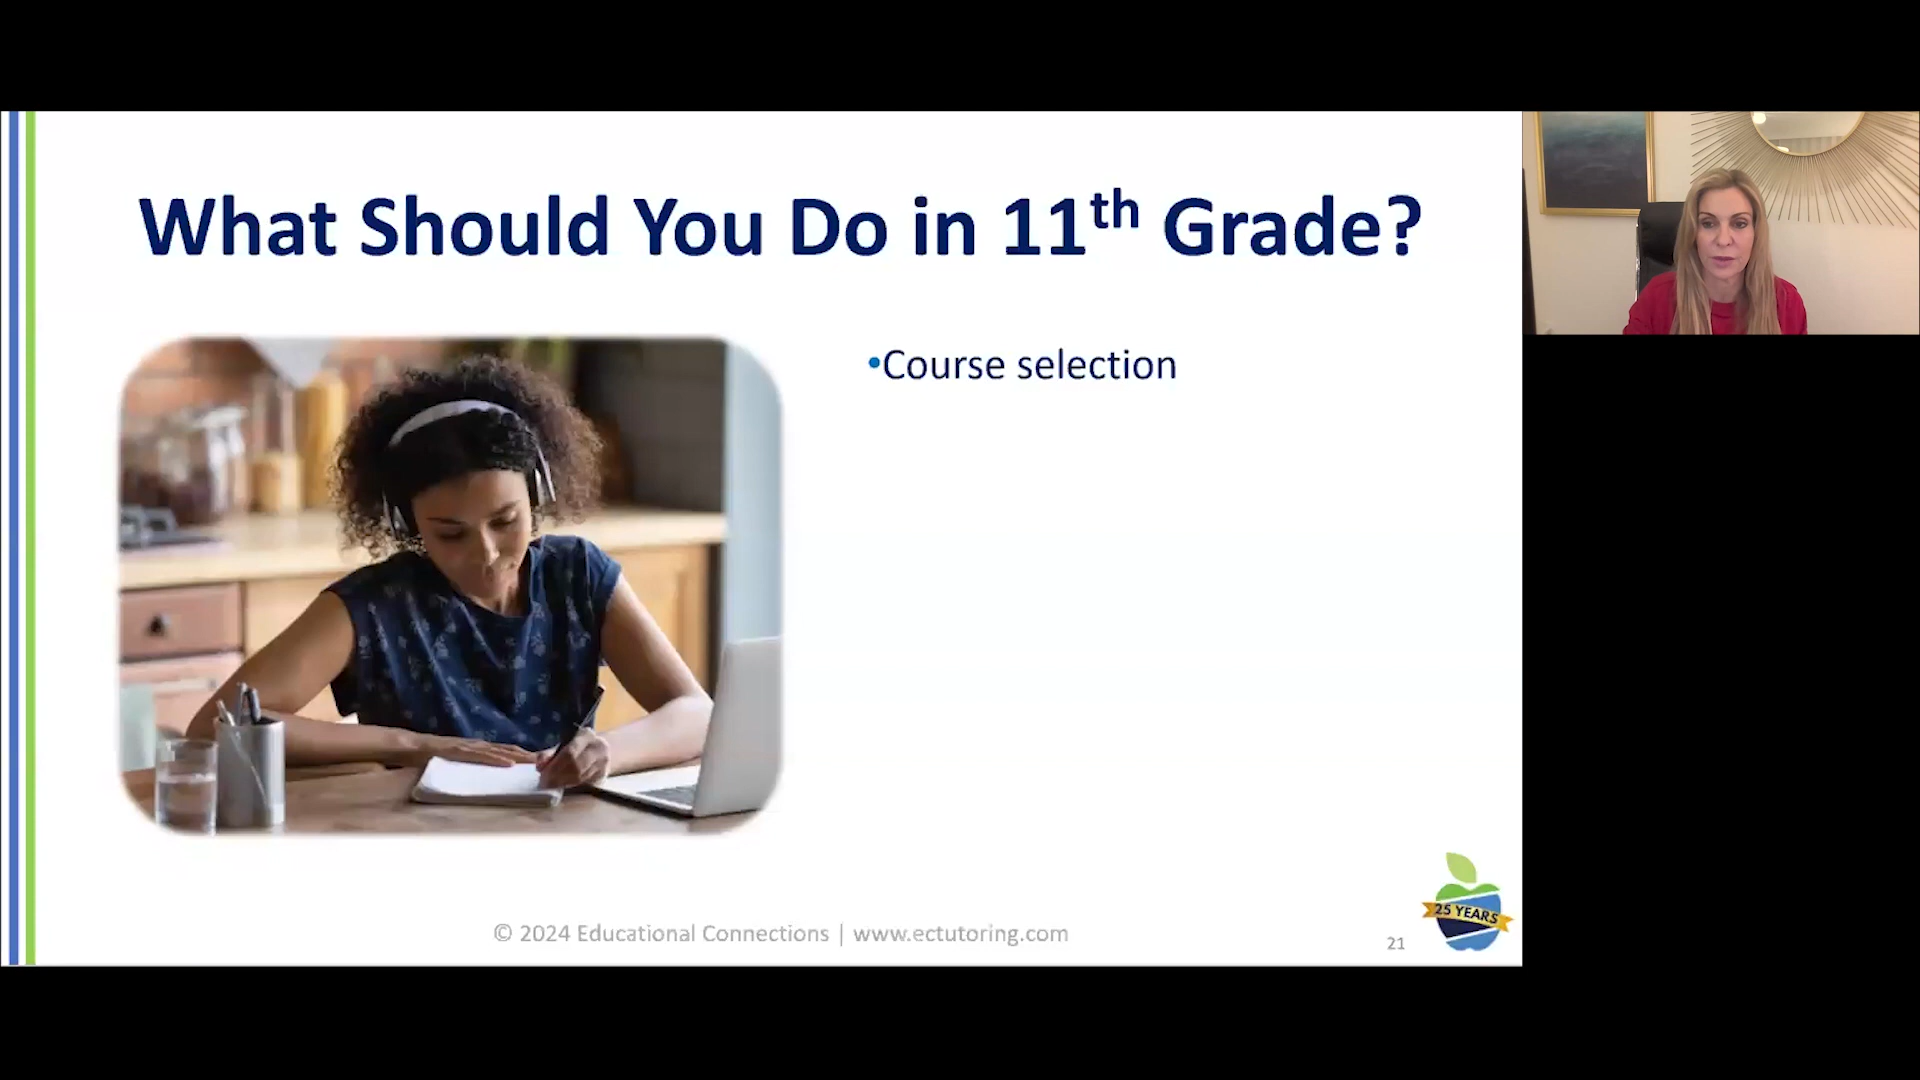 What Should You Do in 11th Grade?
•Course selection
© 2024 Educational Connections | www.ectutoring.com
21
25 YEARS